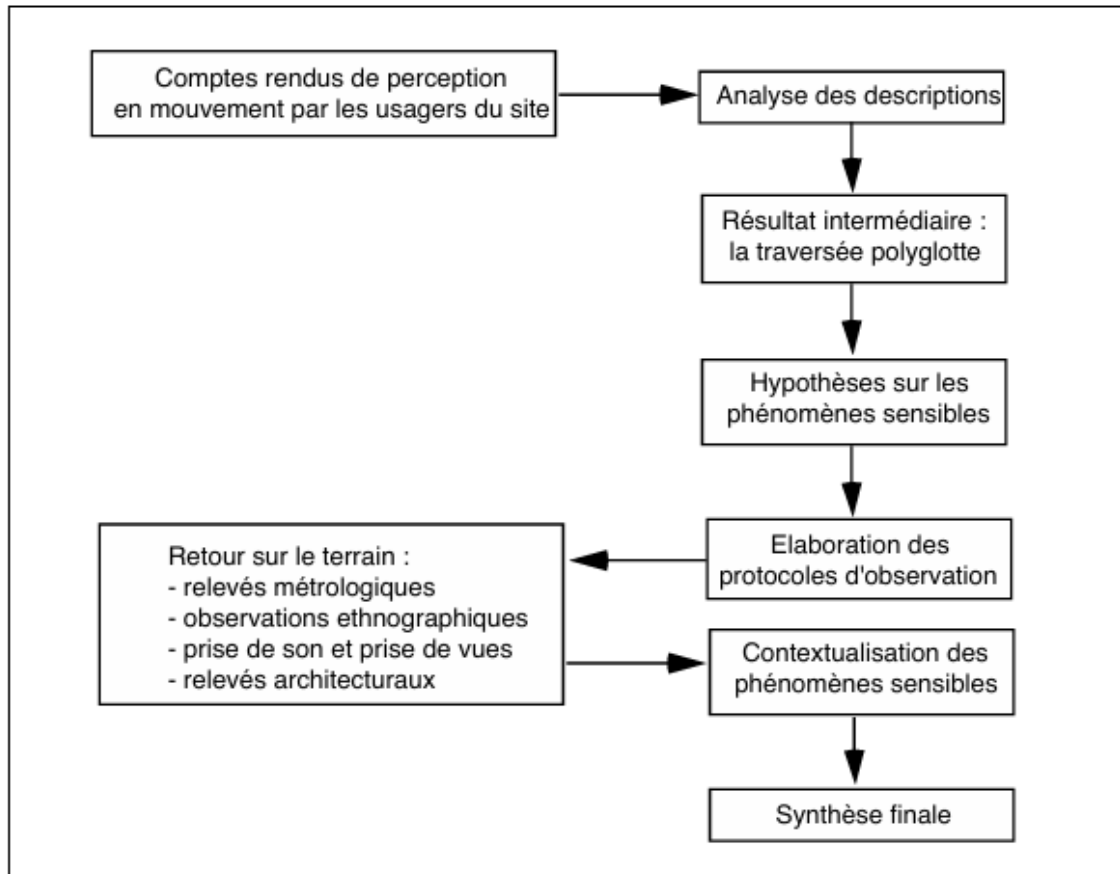 Comptes rendus de perception
en mouvement par les usagers du site
Analyse des descriptions
Résultat intermédiaire :
la traversée polyglotte
Hypothèses sur les
phénomènes sensibles
Elaboration des
protocoles d'observation
Retour sur le terrain :
- relevés métrologiques
- observations ethnographiques
- prise de son et prise de vues
- relevés architecturaux
Contextualisation des
phénomènes sensibles
Synthèse finale